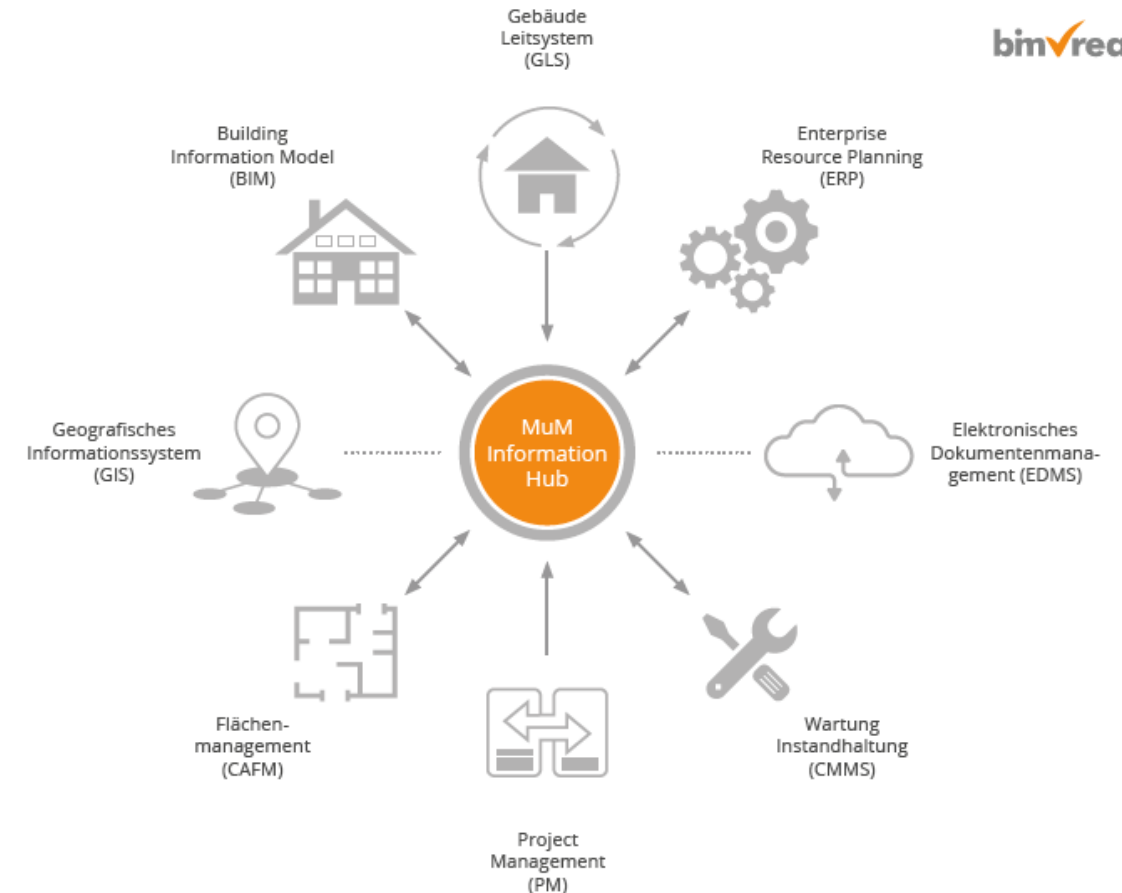 Gebäude
Leitsystem
(GLS)
Building
Information Model
(BIM)
Enterprise
Resource Planning
(ERP)
MuM
Information
Hub
Geografisches
Informationssystem
(GIS)
Elektronisches
Dokumentenmana-
gement (EDMS)
Flächen-
management
(CAFM)
Wartung
Instandhaltung
(CMMS)
Project
Management
(PM)